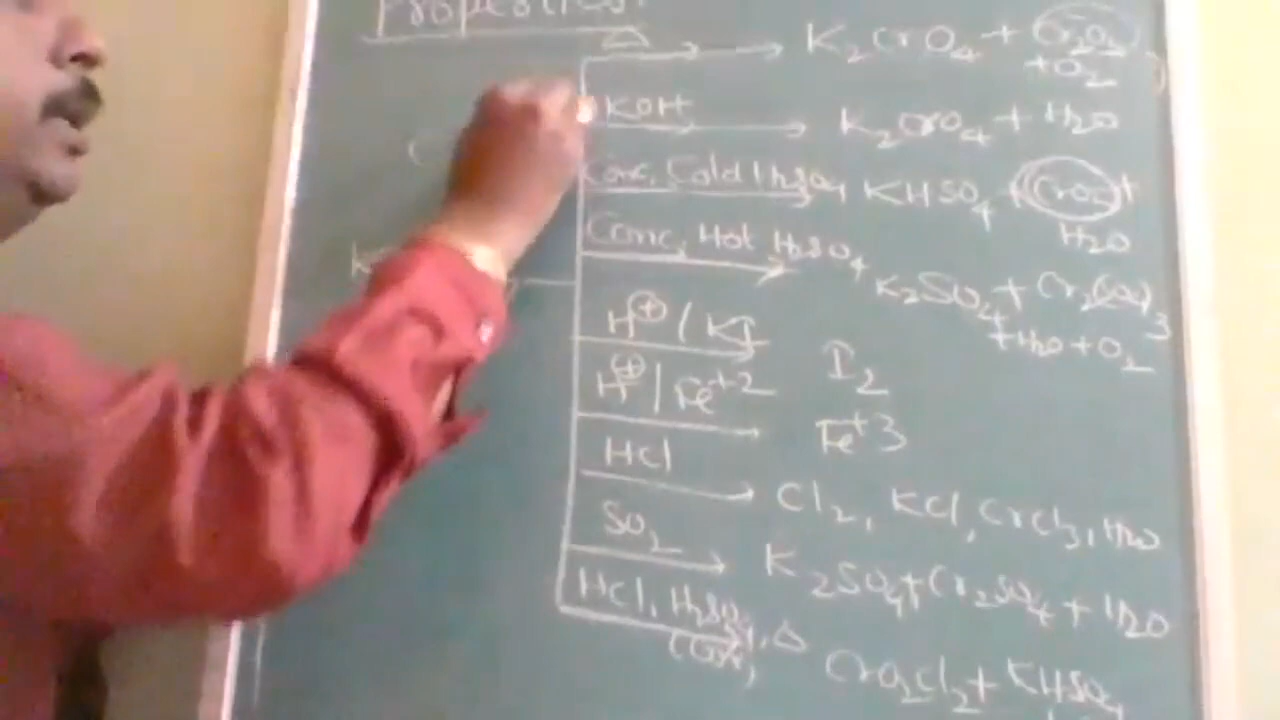 Properties:
Δ K₂CrO₄ + Cr₂O₃
+O₂
KOH K₂CrO₄ + H₂O
Conc, Cold H₂SO₄ KHSO₄ + CrO₃ +
H₂O
Conc, Hot H₂SO₄ K₂SO₄ + Cr₂(SO₄)₃
+H₂O+O₂
H⊕/KI I₂
H⊕/Fe+2 Fe+3
HCl Cl₂, KCl, CrCl₃, H₂O
SO₂ K₂SO₄+Cr₂SO₄ + H₂O
HCl, H₂SO₄, Δ
CrO₂Cl₂+ KHSO₄